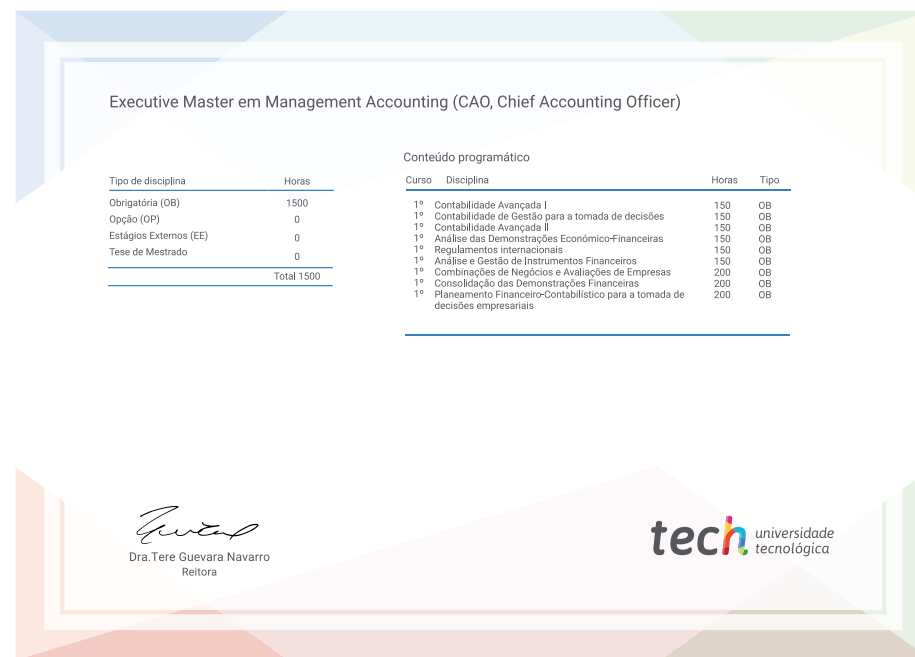 Executive Master em Management Accounting (CAO, Chief Accounting Officer)
Tipo de disciplina Horas
Obrigatória (OB) 1500
Opção (OP) 0
Estágios Externos (EE) 0
Tese de Mestrado 0
Total 1500
Conteúdo programático
Curso Disciplina Horas Tipo
1º Contabilidade Avançada I 150 OB
1º Contabilidade de Gestão para a tomada de decisões 150 OB
1º Contabilidade Avançada II 150 OB
1º Análise das Demonstrações Económico-Financeiras 150 OB
1º Regulamentos internacionais 150 OB
1º Análise e Gestão de Instrumentos Financeiros 150 OB
1º Combinações de Negócios e Avaliações de Empresas 200 OB
1º Consolidação das Demonstrações Financeiras 200 OB
1º Planeamento Financeiro-Contabilístico para a tomada de 200 OB
decisões empresariais
Dra.Tere Guevara Navarro
Reitora
tech universidade
tecnológica